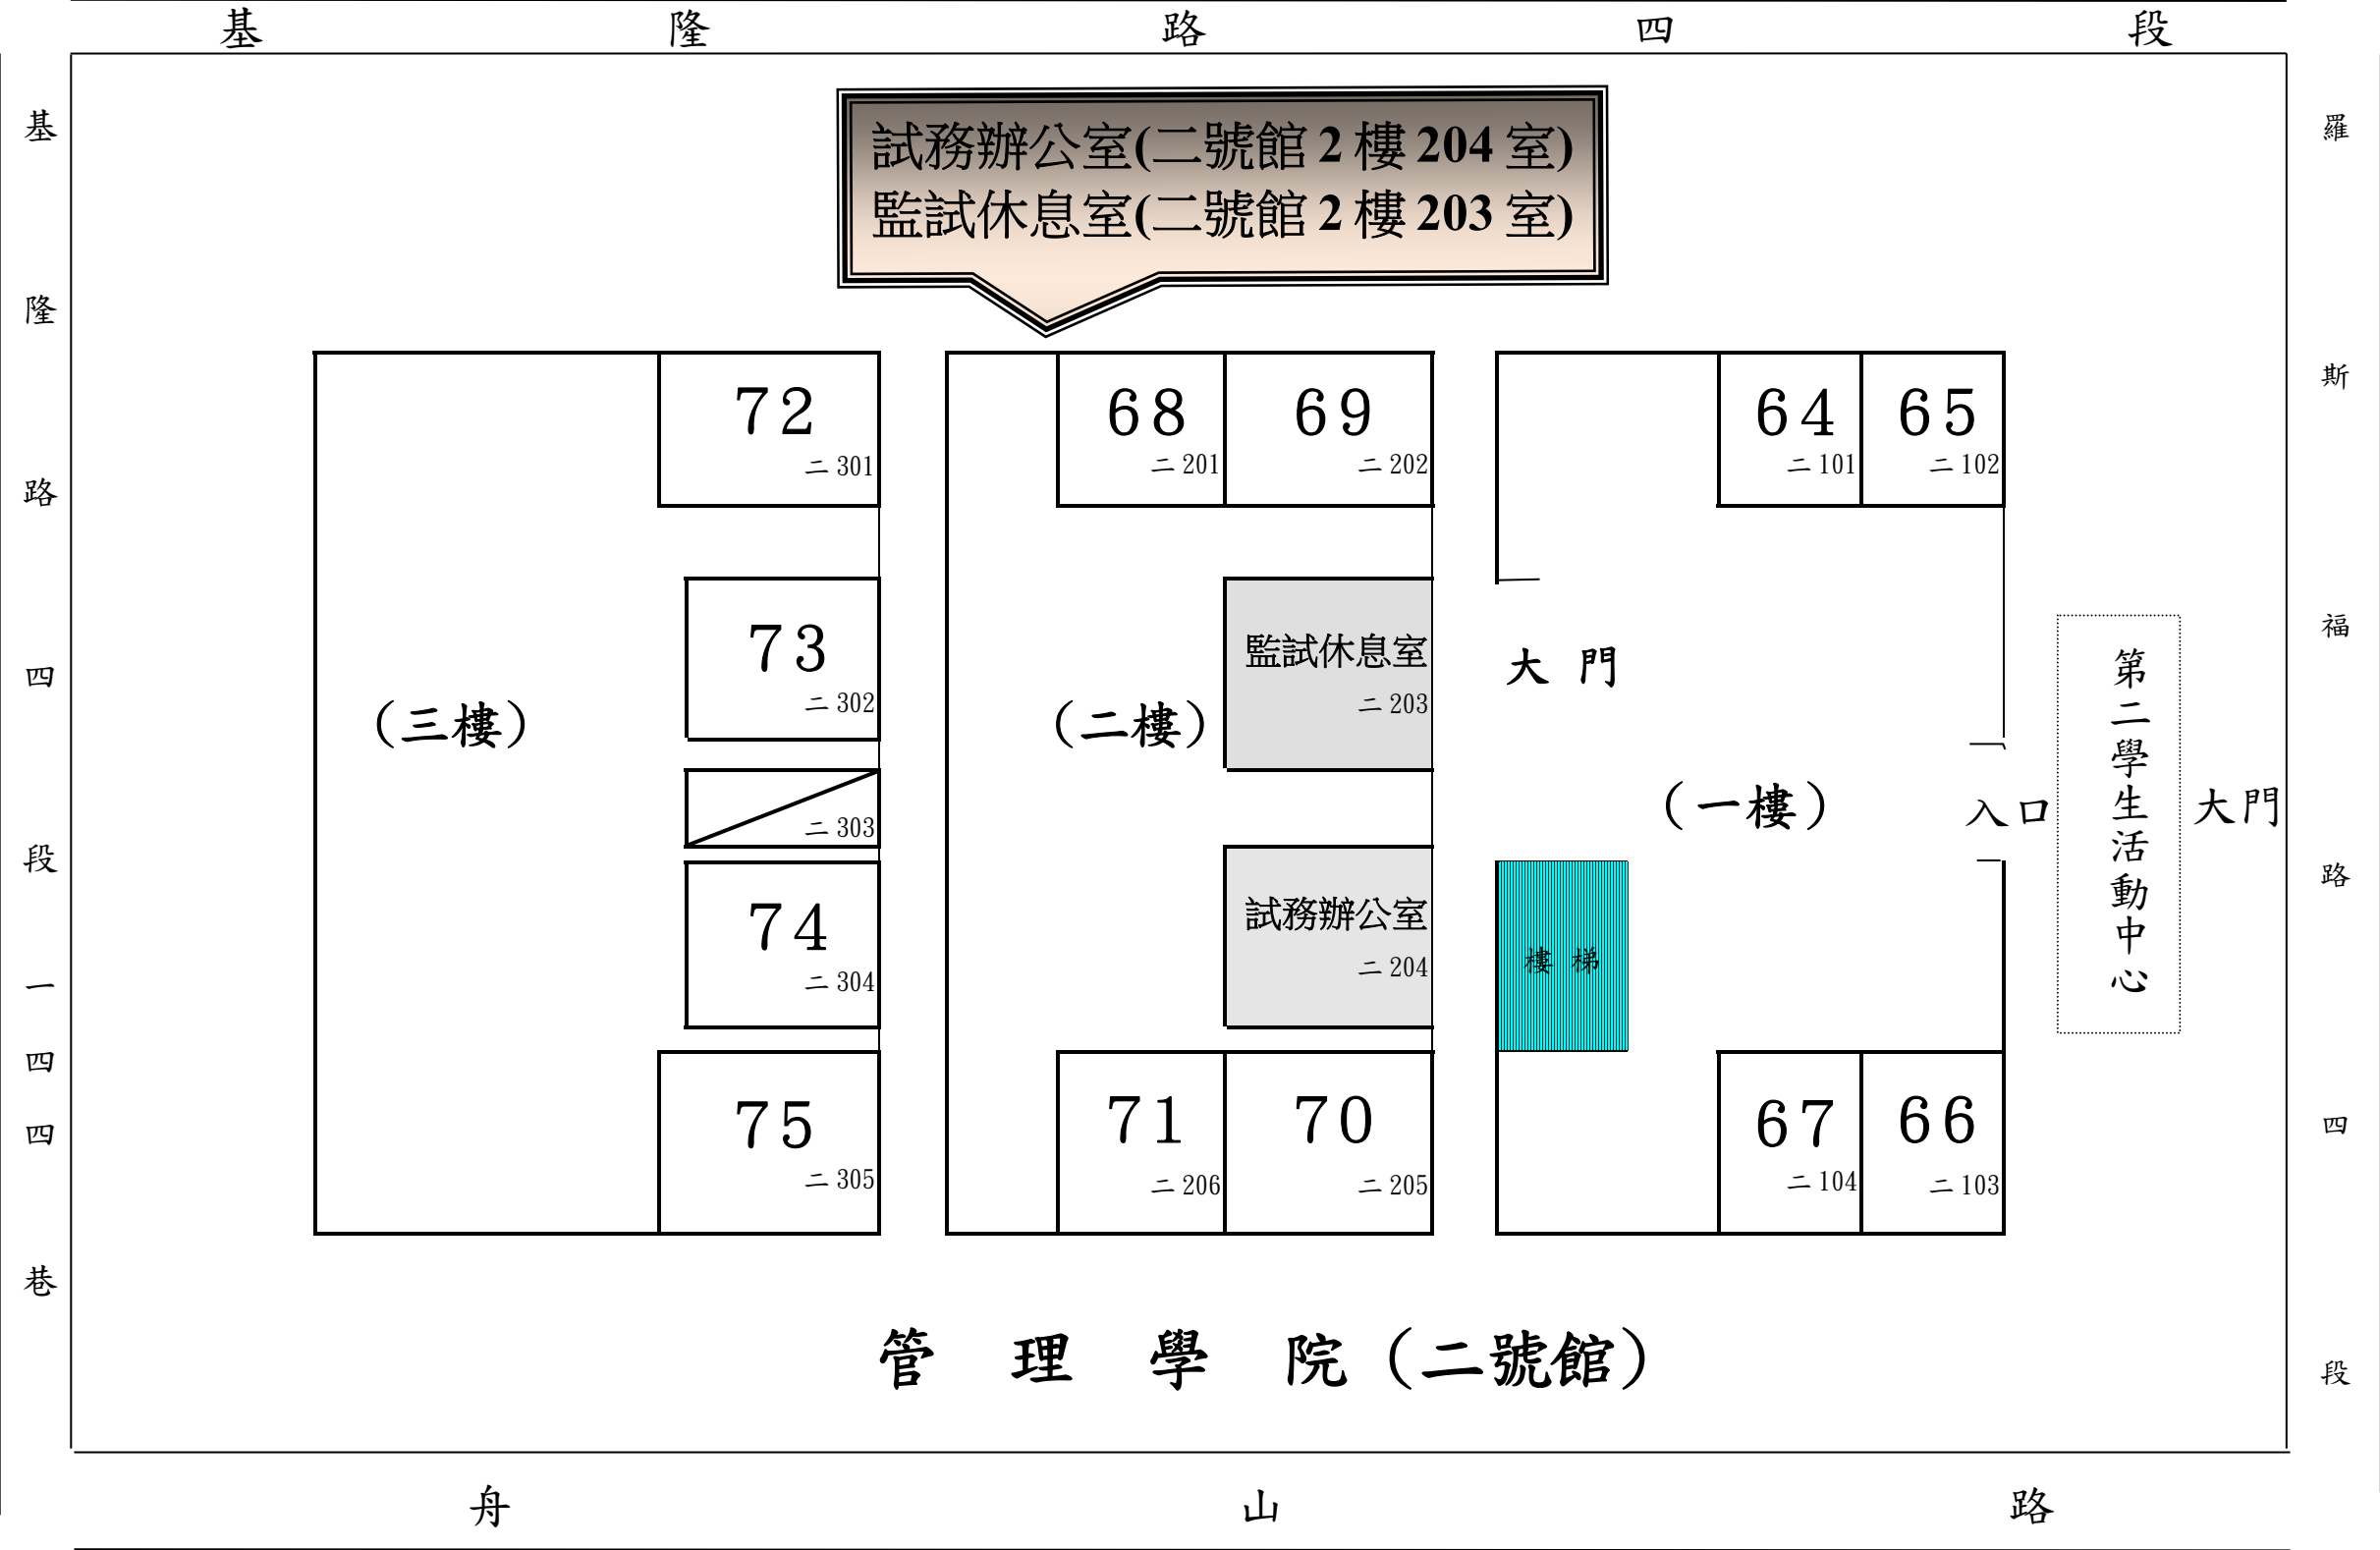 基隆路四段
基隆路四段一四四巷
羅斯福路四段
試務辦公室(二號館2樓204室)
監試休息室(二號館2樓203室)
72
二301
73
二302
(三樓)
二303
74
二304
75
二305
68
二201
69
二202
監試休息室
二203
(二樓)
試務辦公室
二204
71
二206
70
二205
64
二101
65
二102
大門
(一樓)
入口
樓梯
67
二104
66
二103
第二學生活動中心
大門
管理學院(二號館)
舟山路